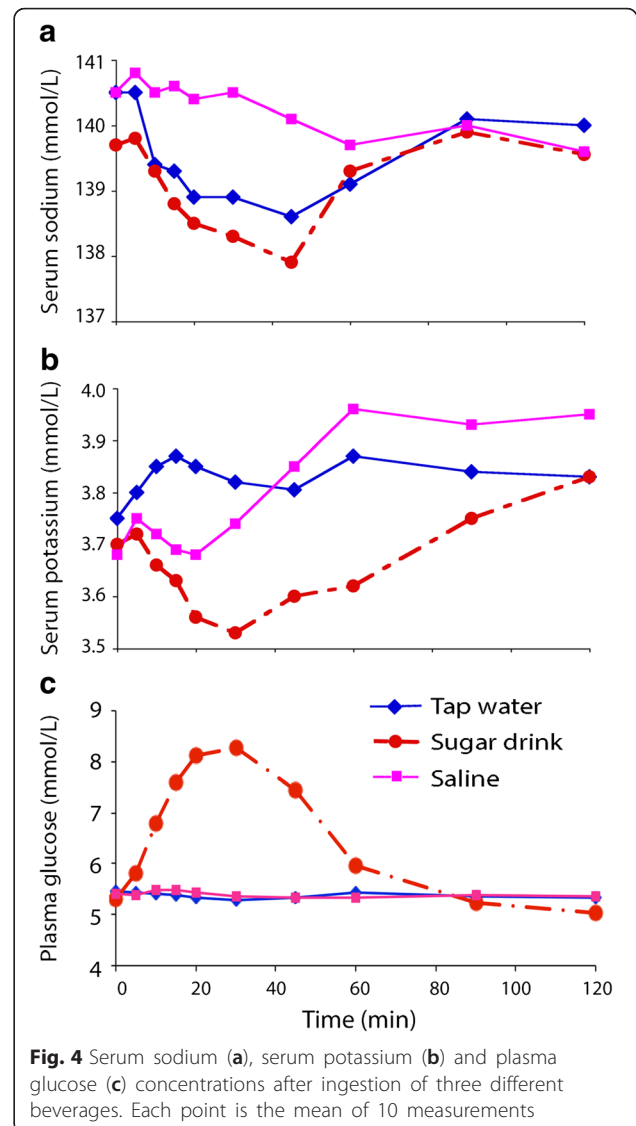 a
141
140
139
138
137
Serum sodium (mmol/L)
b
4.0
3.9
3.8
3.7
3.6
3.5
Serum potassium (mmol/L)
c
9
8
7
6
5
4
Plasma glucose (mmol/L)
Tap water
Sugar drink
Saline
0 20 40 60 80 100 120
Time (min)
Fig. 4 Serum sodium (a), serum potassium (b) and plasma
glucose (c) concentrations after ingestion of three different
beverages. Each point is the mean of 10 measurements